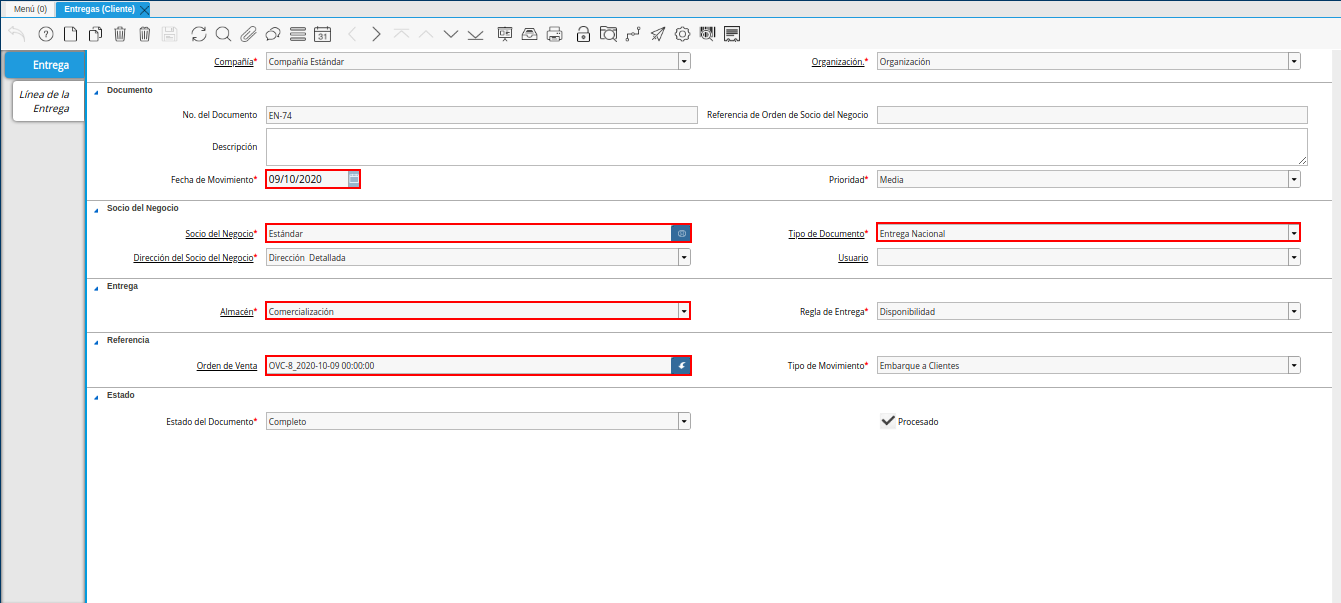 Menú (0) Entregas (Cliente)
31
Entrega
Línea de la
Entrega
Compañía* Compañía Estándar Organización.* Organización
Documento
No. del Documento EN-74 Referencia de Orden de Socio del Negocio
Descripción
Fecha de Movimiento* 09/10/2020 Prioridad* Media
Socio del Negocio
Socio del Negocio* Estándar Tipo de Documento* Entrega Nacional
Dirección del Socio del Negocio* Dirección Detallada Usuario
Entrega
Almacén* Comercialización Regla de Entrega* Disponibilidad
Referencia
Orden de Venta OVC-8_2020-10-09 00:00:00 Tipo de Movimiento* Embarque a Clientes
Estado
Estado del Documento* Completo Procesado